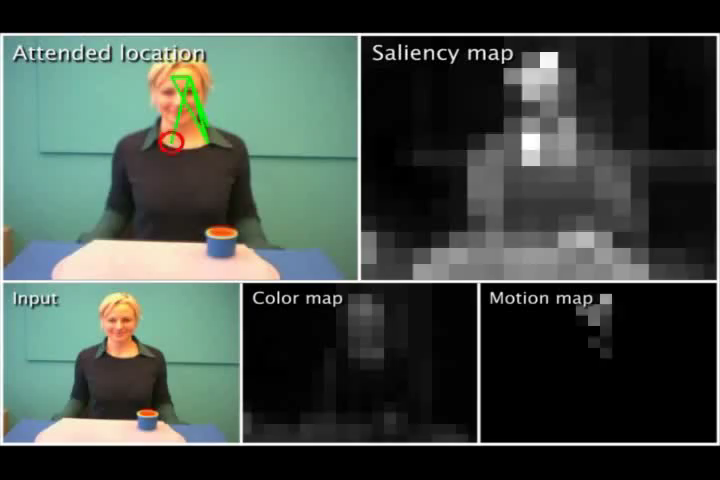 Attended location
Saliency map
Input
Color map
Motion map